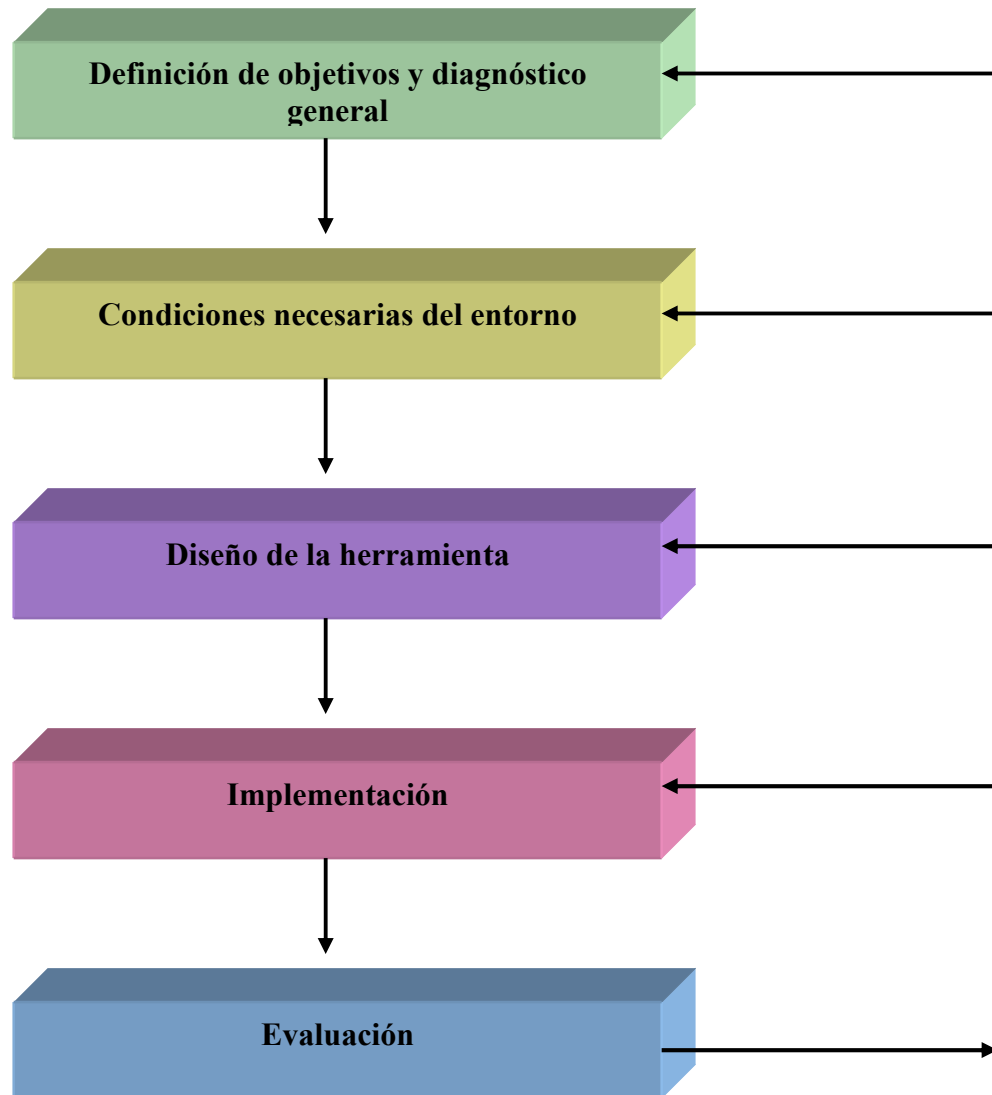 Definición de objetivos y diagnóstico
general
Condiciones necesarias del entorno
Diseño de la herramienta
Implementación
Evaluación